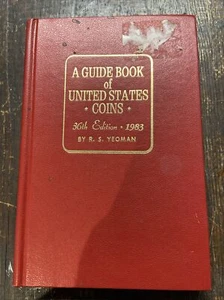 A GUIDE BOOK
of
UNITED STATES
• COINS •
36th Edition • 1983
BY R. S. YEOMAN